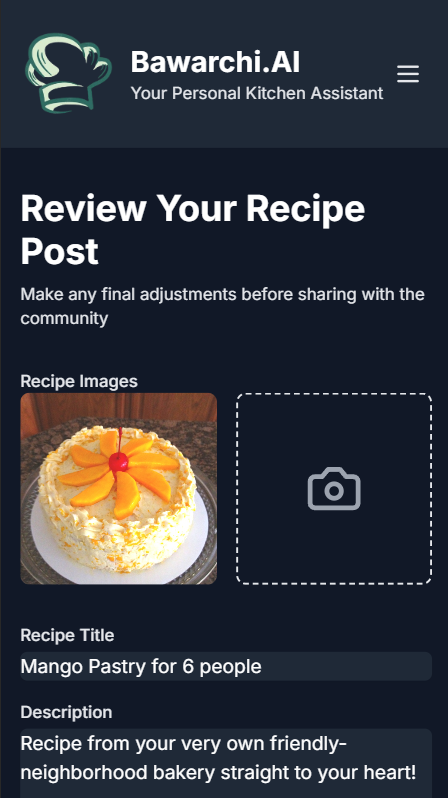 Bawarchi.AI
Your Personal Kitchen Assistant
Review Your Recipe
Post
Make any final adjustments before sharing with the
community
Recipe Images
Recipe Title
Mango Pastry for 6 people
Description
Recipe from your very own friendly-
neighborhood bakery straight to your heart!